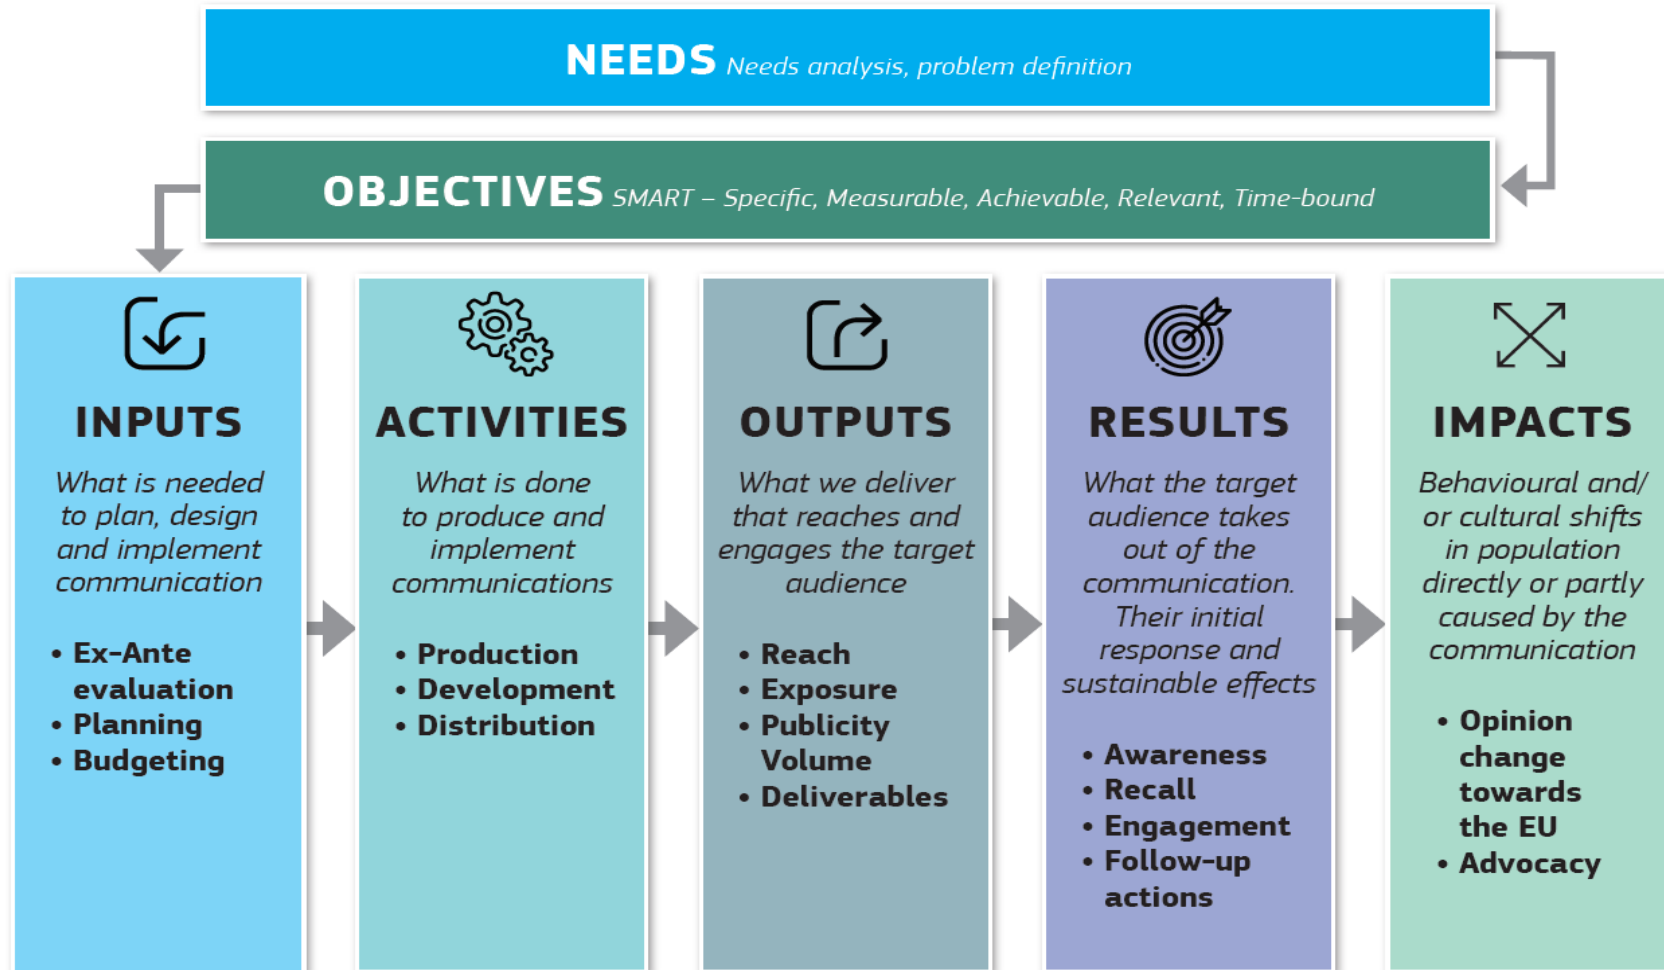 NEEDS Needs analysis, problem definition
OBJECTIVES SMART – Specific, Measurable, Achievable, Relevant, Time-bound
INPUTS
What is needed
to plan, design
and implement
communication
• Ex-Ante
evaluation
• Planning
• Budgeting
ACTIVITIES
What is done
to produce and
implement
communications
• Production
• Development
• Distribution
OUTPUTS
What we deliver
that reaches and
engages the target
audience
• Reach
• Exposure
• Publicity
Volume
• Deliverables
RESULTS
What the target
audience takes
out of the
communication.
Their initial
response and
sustainable effects
• Awareness
• Recall
• Engagement
• Follow-up
actions
IMPACTS
Behavioural and/
or cultural shifts
in population
directly or partly
caused by the
communication
• Opinion
change
towards
the EU
• Advocacy